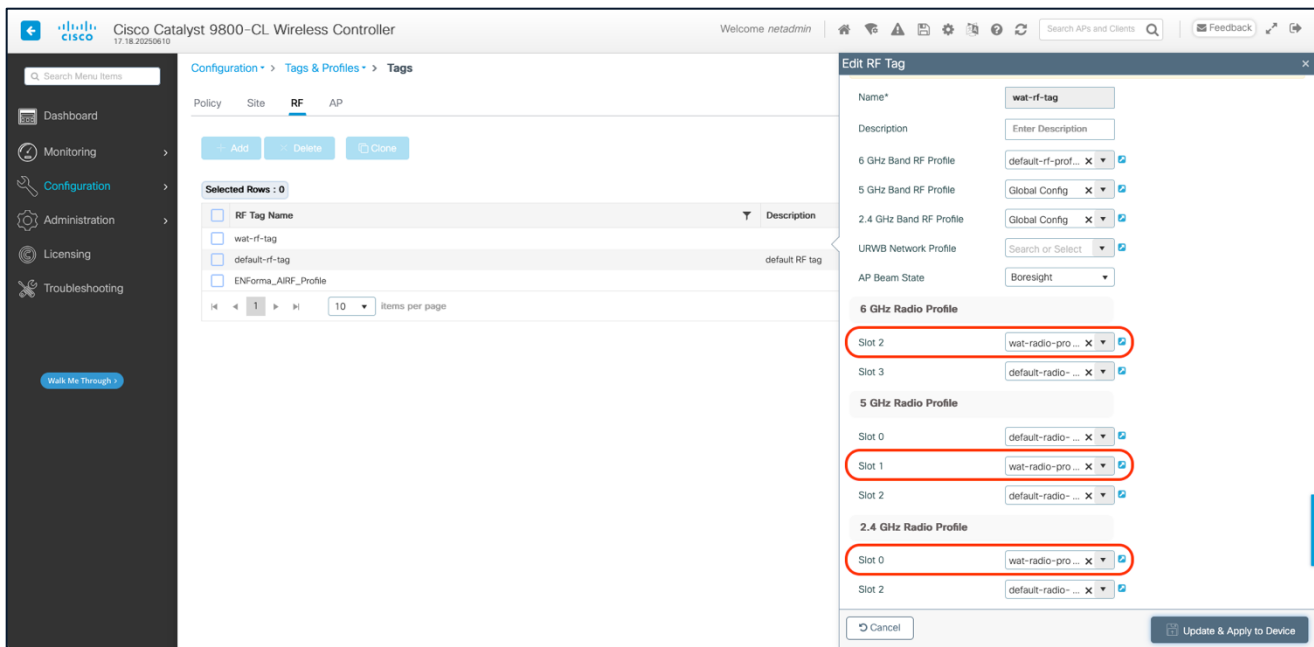 cisco
Cisco Catalyst 9800-CL Wireless Controller
17.18.20250610
Welcome netadmin
Search APs and Clients
Feedback
Search Menu Items
Dashboard
Monitoring
Configuration
Administration
Licensing
Troubleshooting
Walk Me Through >
Configuration > Tags & Profiles > Tags
Policy Site RF AP
+ Add × Delete Clone
Selected Rows : 0
RF Tag Name Description
wat-rf-tag
default-rf-tag default RF tag
ENForma_AIRF_Profile
1 10 items per page
Edit RF Tag
Name* wat-rf-tag
Description Enter Description
6 GHz Band RF Profile default-rf-prof...
5 GHz Band RF Profile Global Config
2.4 GHz Band RF Profile Global Config
URWB Network Profile Search or Select
AP Beam State Boresight
6 GHz Radio Profile
Slot 2 wat-radio-pro ...
Slot 3 default-radio- ...
5 GHz Radio Profile
Slot 0 default-radio- ...
Slot 1 wat-radio-pro ...
Slot 2 default-radio- ...
2.4 GHz Radio Profile
Slot 0 wat-radio-pro ...
Slot 2 default-radio- ...
Cancel Update & Apply to Device